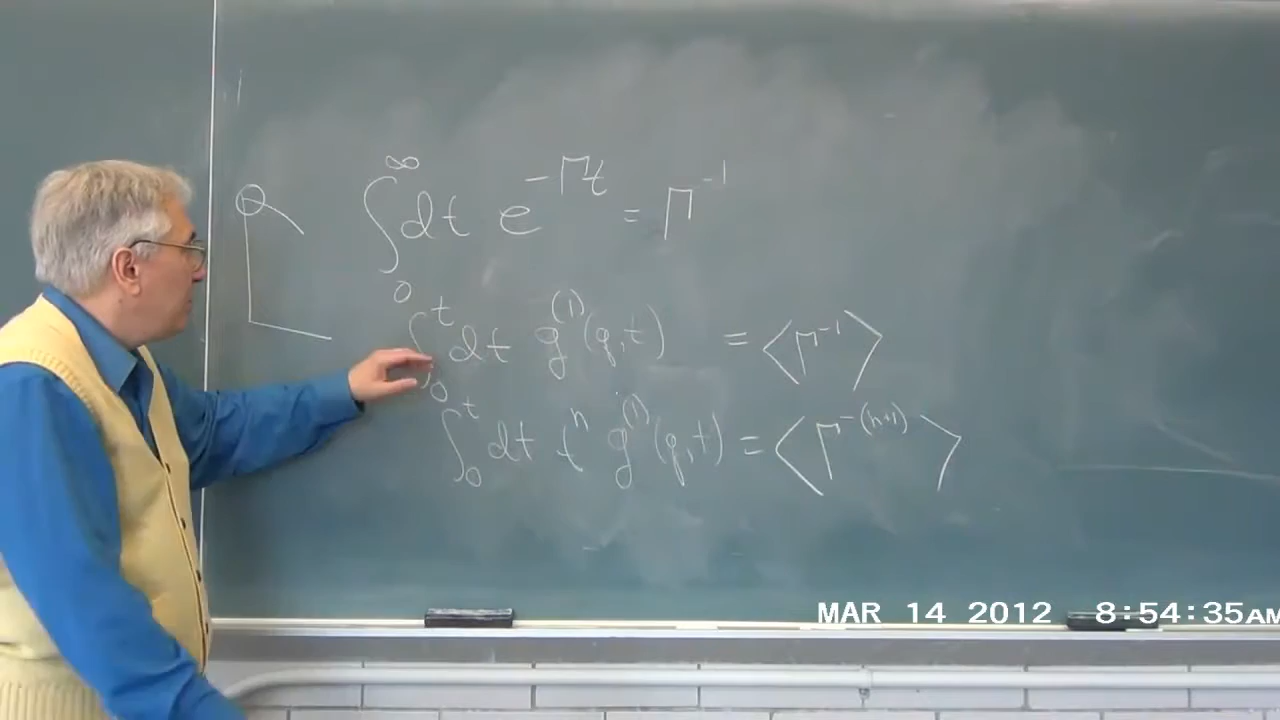 ∫₀^∞ dt e^{-Γt} = Γ^{-1}
∫₀^t dt g^{(1)}(q,t) = ⟨Γ^{-1}⟩
∫₀^t dt t^n g^{(1)}(q,t) = ⟨Γ^{-(n+1)}⟩
MAR 14 2012 8:54:35AM